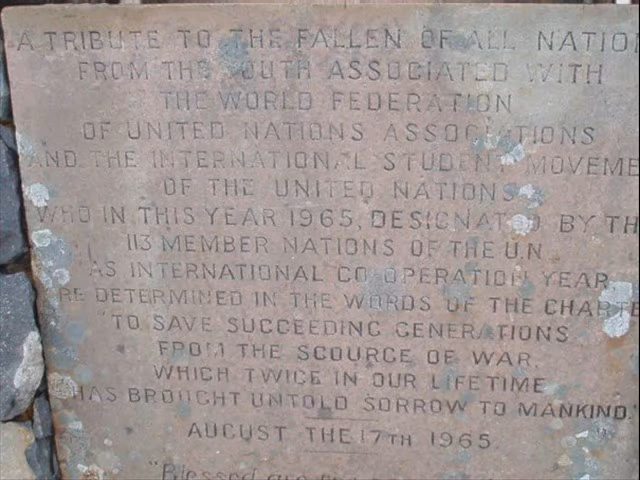 A TRIBUTE TO THE FALLEN OF ALL NATION
FROM THE YOUTH ASSOCIATED WITH
THE WORLD FEDERATION
OF UNITED NATIONS ASSOCIATIONS
AND THE INTERNATIONAL STUDENT MOVEME
OF THE UNITED NATIONS
WHO IN THIS YEAR 1965, DESIGNATED BY TH
113 MEMBER NATIONS OF THE U.N.
AS INTERNATIONAL CO-OPERATION YEAR,
RE DETERMINED IN THE WORDS OF THE CHARTE
"TO SAVE SUCCEEDING GENERATIONS
FROM THE SCOURGE OF WAR,
WHICH TWICE IN OUR LIFETIME
HAS BROUGHT UNTOLD SORROW TO MANKIND."
AUGUST THE 17TH 1965.
"Blessed are